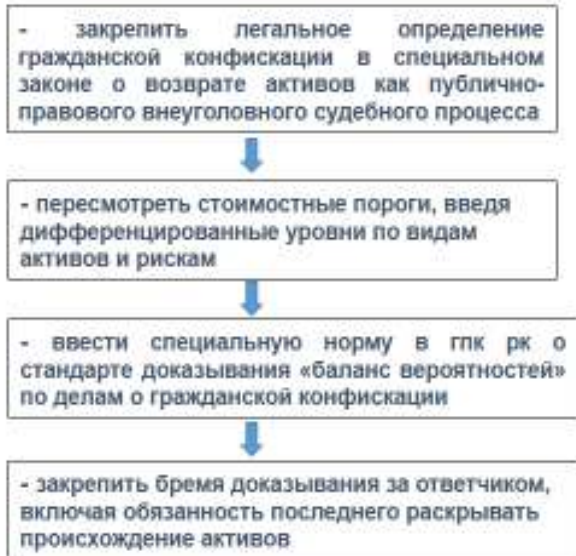 - закрепить легальное определение
гражданской конфискации в специальном
законе о возврате активов как публично-
правового внеуголовного судебного процесса
- пересмотреть стоимостные пороги, введя
дифференцированные уровни по видам
активов и рискам
- ввести специальную норму в гпк рк о
стандарте доказывания «баланс вероятностей»
по делам о гражданской конфискации
- закрепить бремя доказывания за ответчиком,
включая обязанность последнего раскрывать
происхождение активов